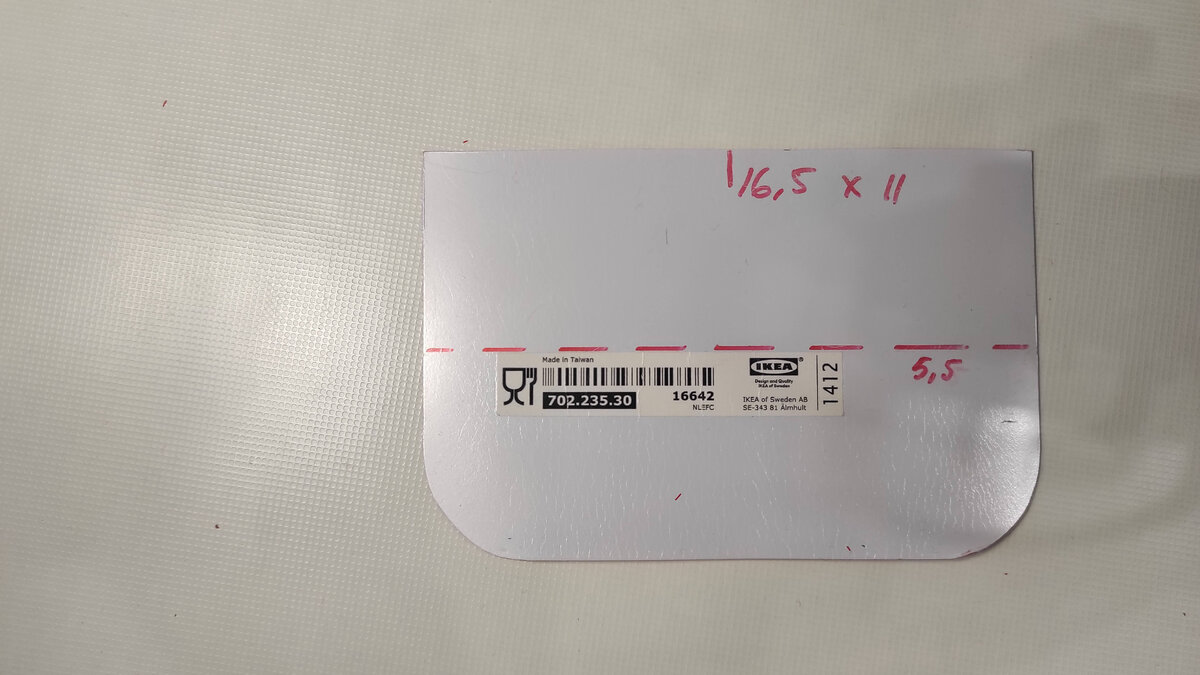 16,5 x 11
5,5
Made in Taiwan
702.235.30
16642
NLEFC
IKEA®
Design and Quality
IKEA of Sweden
IKEA of Sweden AB
SE-343 81 Älmhult
1412